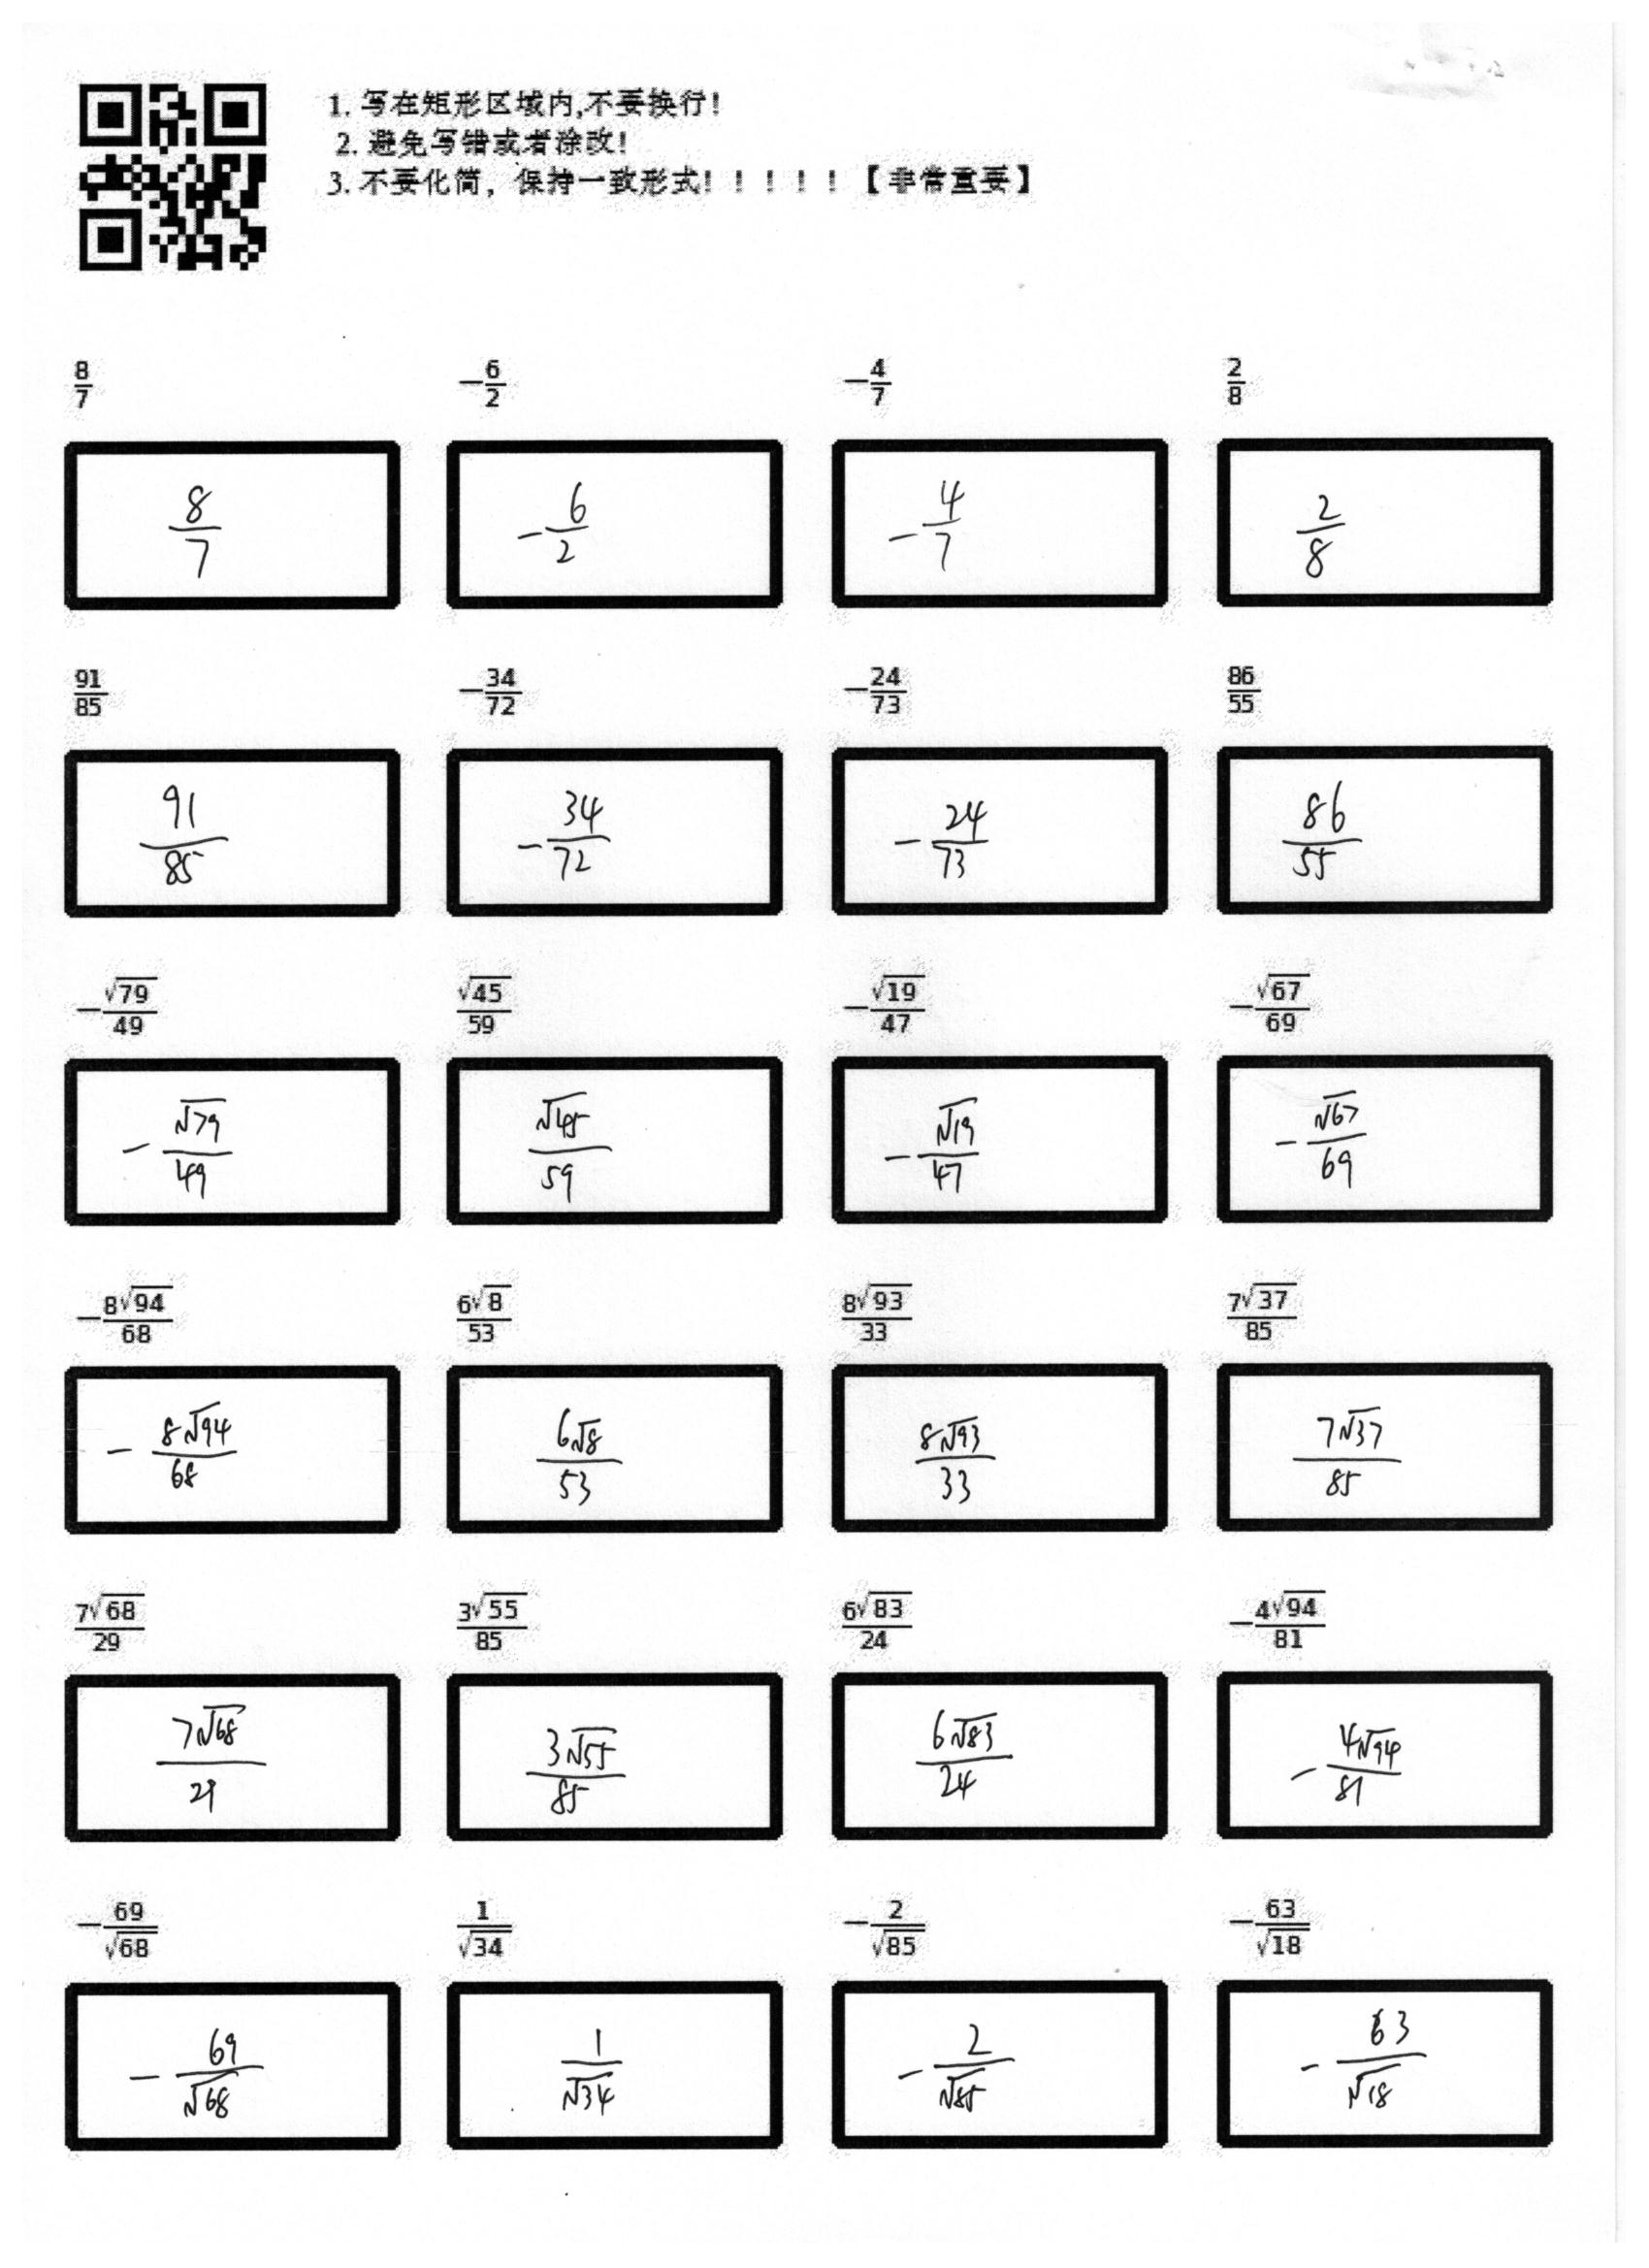 1. 写在矩形区域内,不要换行!
2. 避免写错或者涂改!
3. 不要化简，保持一致形式！！！！！【非常重要】
\frac{8}{7} -\frac{6}{2} -\frac{4}{7} \frac{2}{8}
\frac{8}{7} -\frac{6}{2} -\frac{4}{7} \frac{2}{8}
\frac{91}{85} -\frac{34}{72} -\frac{24}{73} \frac{86}{55}
\frac{91}{85} -\frac{34}{72} -\frac{24}{73} \frac{86}{55}
-\frac{\sqrt{79}}{49} \frac{\sqrt{45}}{59} -\frac{\sqrt{19}}{47} -\frac{\sqrt{67}}{69}
-\frac{\sqrt{79}}{49} \frac{\sqrt{45}}{59} -\frac{\sqrt{19}}{47} -\frac{\sqrt{67}}{69}
-\frac{8\sqrt{94}}{68} \frac{6\sqrt{8}}{53} \frac{8\sqrt{93}}{33} \frac{7\sqrt{37}}{85}
-\frac{8\sqrt{94}}{68} \frac{6\sqrt{8}}{53} \frac{8\sqrt{93}}{33} \frac{7\sqrt{37}}{85}
\frac{7\sqrt{68}}{29} \frac{3\sqrt{55}}{85} \frac{6\sqrt{83}}{24} -\frac{4\sqrt{94}}{81}
\frac{7\sqrt{68}}{29} \frac{3\sqrt{55}}{85} \frac{6\sqrt{83}}{24} -\frac{4\sqrt{94}}{81}
-\frac{69}{\sqrt{68}} \frac{1}{\sqrt{34}} -\frac{2}{\sqrt{85}} -\frac{63}{\sqrt{18}}
-\frac{69}{\sqrt{68}} \frac{1}{\sqrt{34}} -\frac{2}{\sqrt{85}} -\frac{63}{\sqrt{18}}